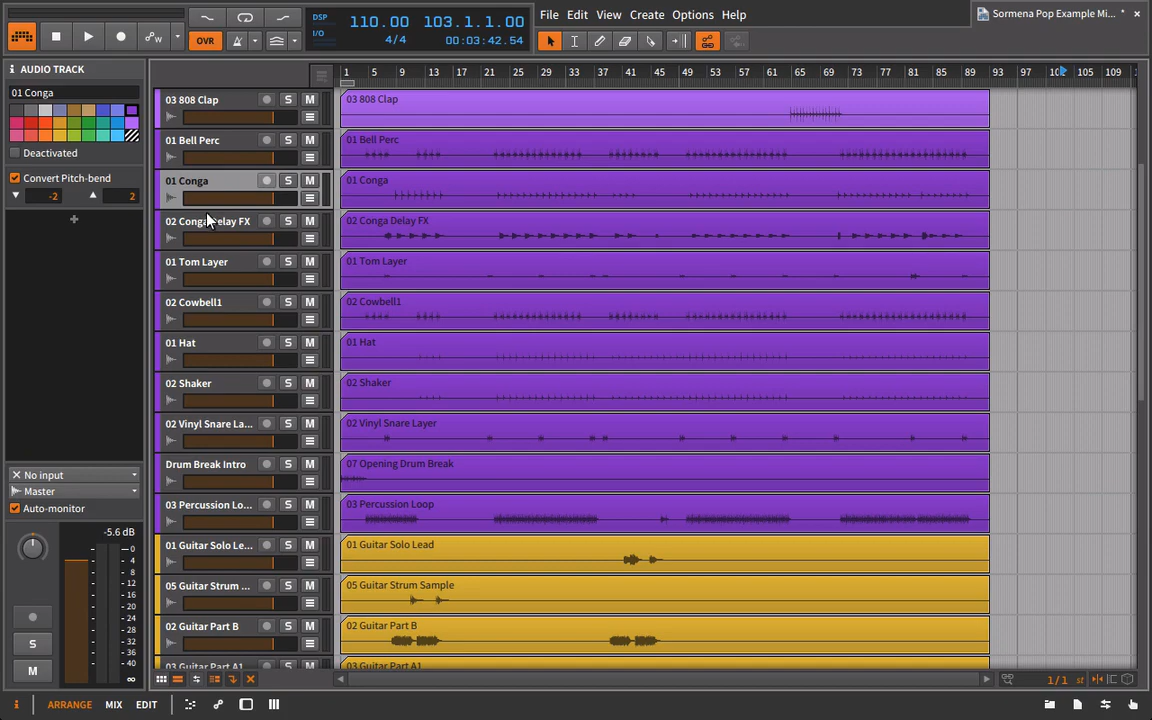 DSP
110.00
103.1.1.00
I/O
4/4
00:03:42.54
File
Edit
View
Create
Options
Help
Sormena Pop Example Mi... *
OVR
AUDIO TRACK
01 Conga
Deactivated
Convert Pitch-bend
-2
2
No input
Master
Auto-monitor
-5.6 dB
0
4
8
12
16
20
24
28
32
36
40
∞
S
M
1
5
9
13
17
21
25
29
33
37
41
45
49
53
57
61
65
69
73
77
81
85
89
93
97
105
109
03 808 Clap
S
M
03 808 Clap
01 Bell Perc
S
M
01 Bell Perc
01 Conga
S
M
01 Conga
02 Conga Delay FX
S
M
02 Conga Delay FX
01 Tom Layer
S
M
01 Tom Layer
02 Cowbell1
S
M
02 Cowbell1
01 Hat
S
M
01 Hat
02 Shaker
S
M
02 Shaker
02 Vinyl Snare La...
S
M
02 Vinyl Snare Layer
Drum Break Intro
S
M
07 Opening Drum Break
03 Percussion Lo...
S
M
03 Percussion Loop
01 Guitar Solo Le...
S
M
01 Guitar Solo Lead
05 Guitar Strum ...
S
M
05 Guitar Strum Sample
02 Guitar Part B
S
M
02 Guitar Part B
03 Guitar Part A1
S
M
03 Guitar Part A1
1/1
st
ARRANGE
MIX
EDIT